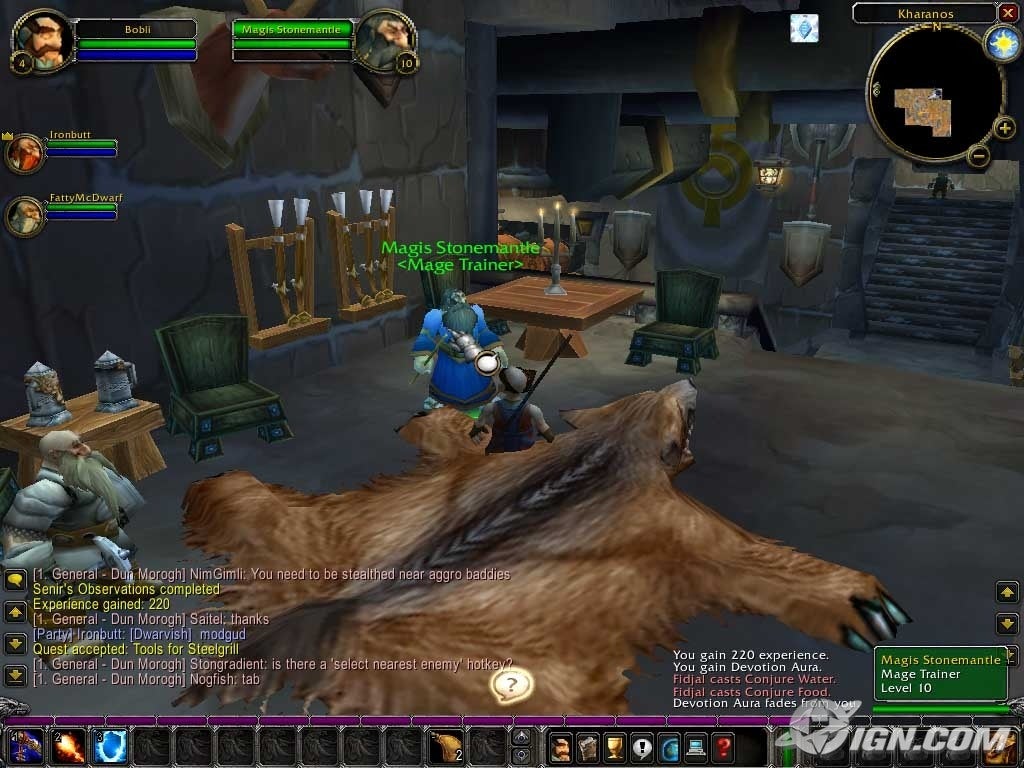 Bobli
4
Magis Stonemantle
10
Kharanos
N
Ironbutt
FattyMcDwarf
Magis Stonemantle
<Mage Trainer>
[1. General - Dun Morogh] NimGimli: You need to be stealthed near aggro baddies
Senir's Observations completed
Experience gained: 220
[1. General - Dun Morogh] Saitel: thanks
[Party] Ironbutt: [Dwarvish] modgud
Quest accepted: Tools for Steelgrill
[1. General - Dun Morogh] Stongradient: is there a 'select nearest enemy' hotkey?
[1. General - Dun Morogh] Nogfish: tab
You gain 220 experience.
You gain Devotion Aura.
Fidjal casts Conjure Water.
Fidjal casts Conjure Food.
Devotion Aura fades from you
Magis Stonemantle
Mage Trainer
Level 10
?
1
2
3
2
!
?
IGN.COM